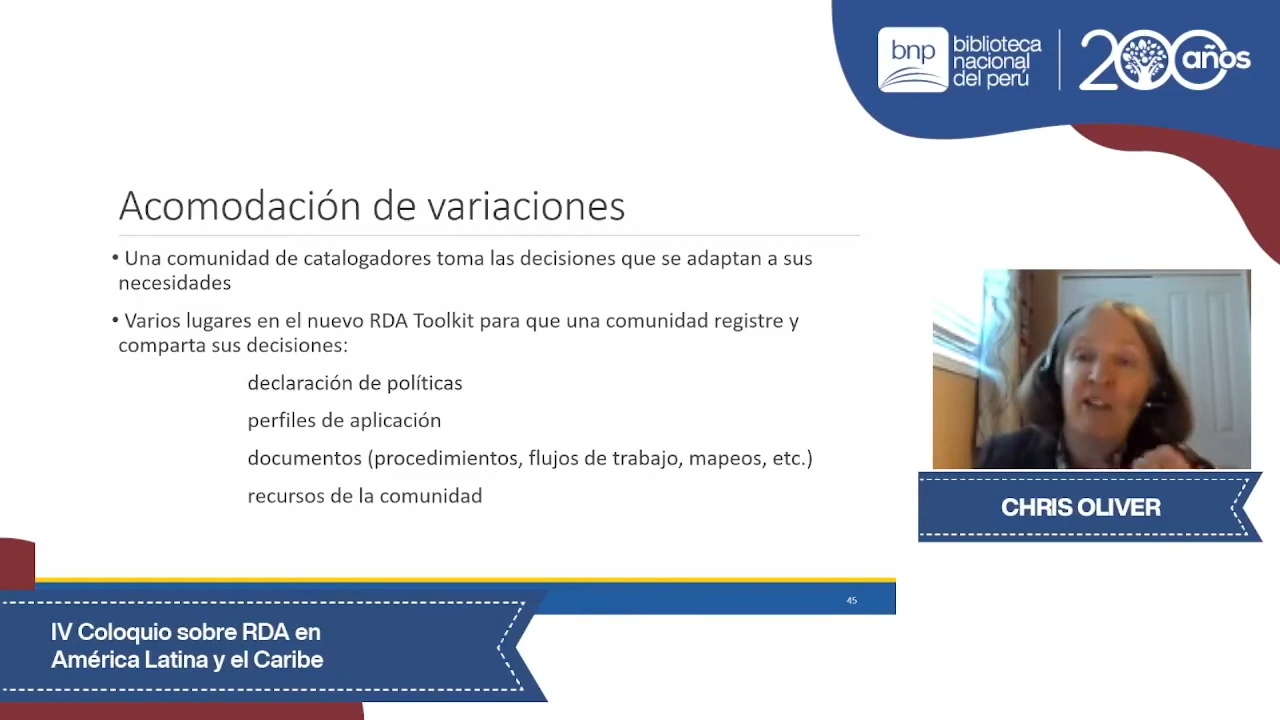 bnp
biblioteca
nacional
del perú
200 años
Acomodación de variaciones
• Una comunidad de catalogadores toma las decisiones que se adaptan a sus
necesidades
• Varios lugares en el nuevo RDA Toolkit para que una comunidad registre y
comparta sus decisiones:
declaración de políticas
perfiles de aplicación
documentos (procedimientos, flujos de trabajo, mapeos, etc.)
recursos de la comunidad
45
CHRIS OLIVER
IV Coloquio sobre RDA en
América Latina y el Caribe